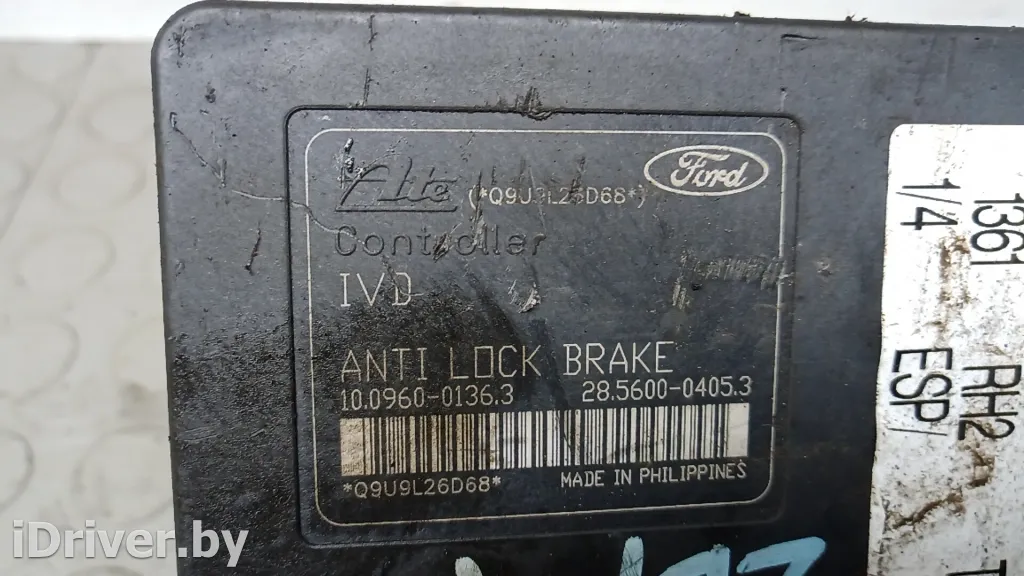 Ate (*Q9U9L26D68*) Ford
Controller
IVD
ANTI LOCK BRAKE
10.0960-0136.3 28.5600-0405.3
*Q9U9L26D68* MADE IN PHILIPPINES
1361 RH2
1/4 ESP/
iDriver.by